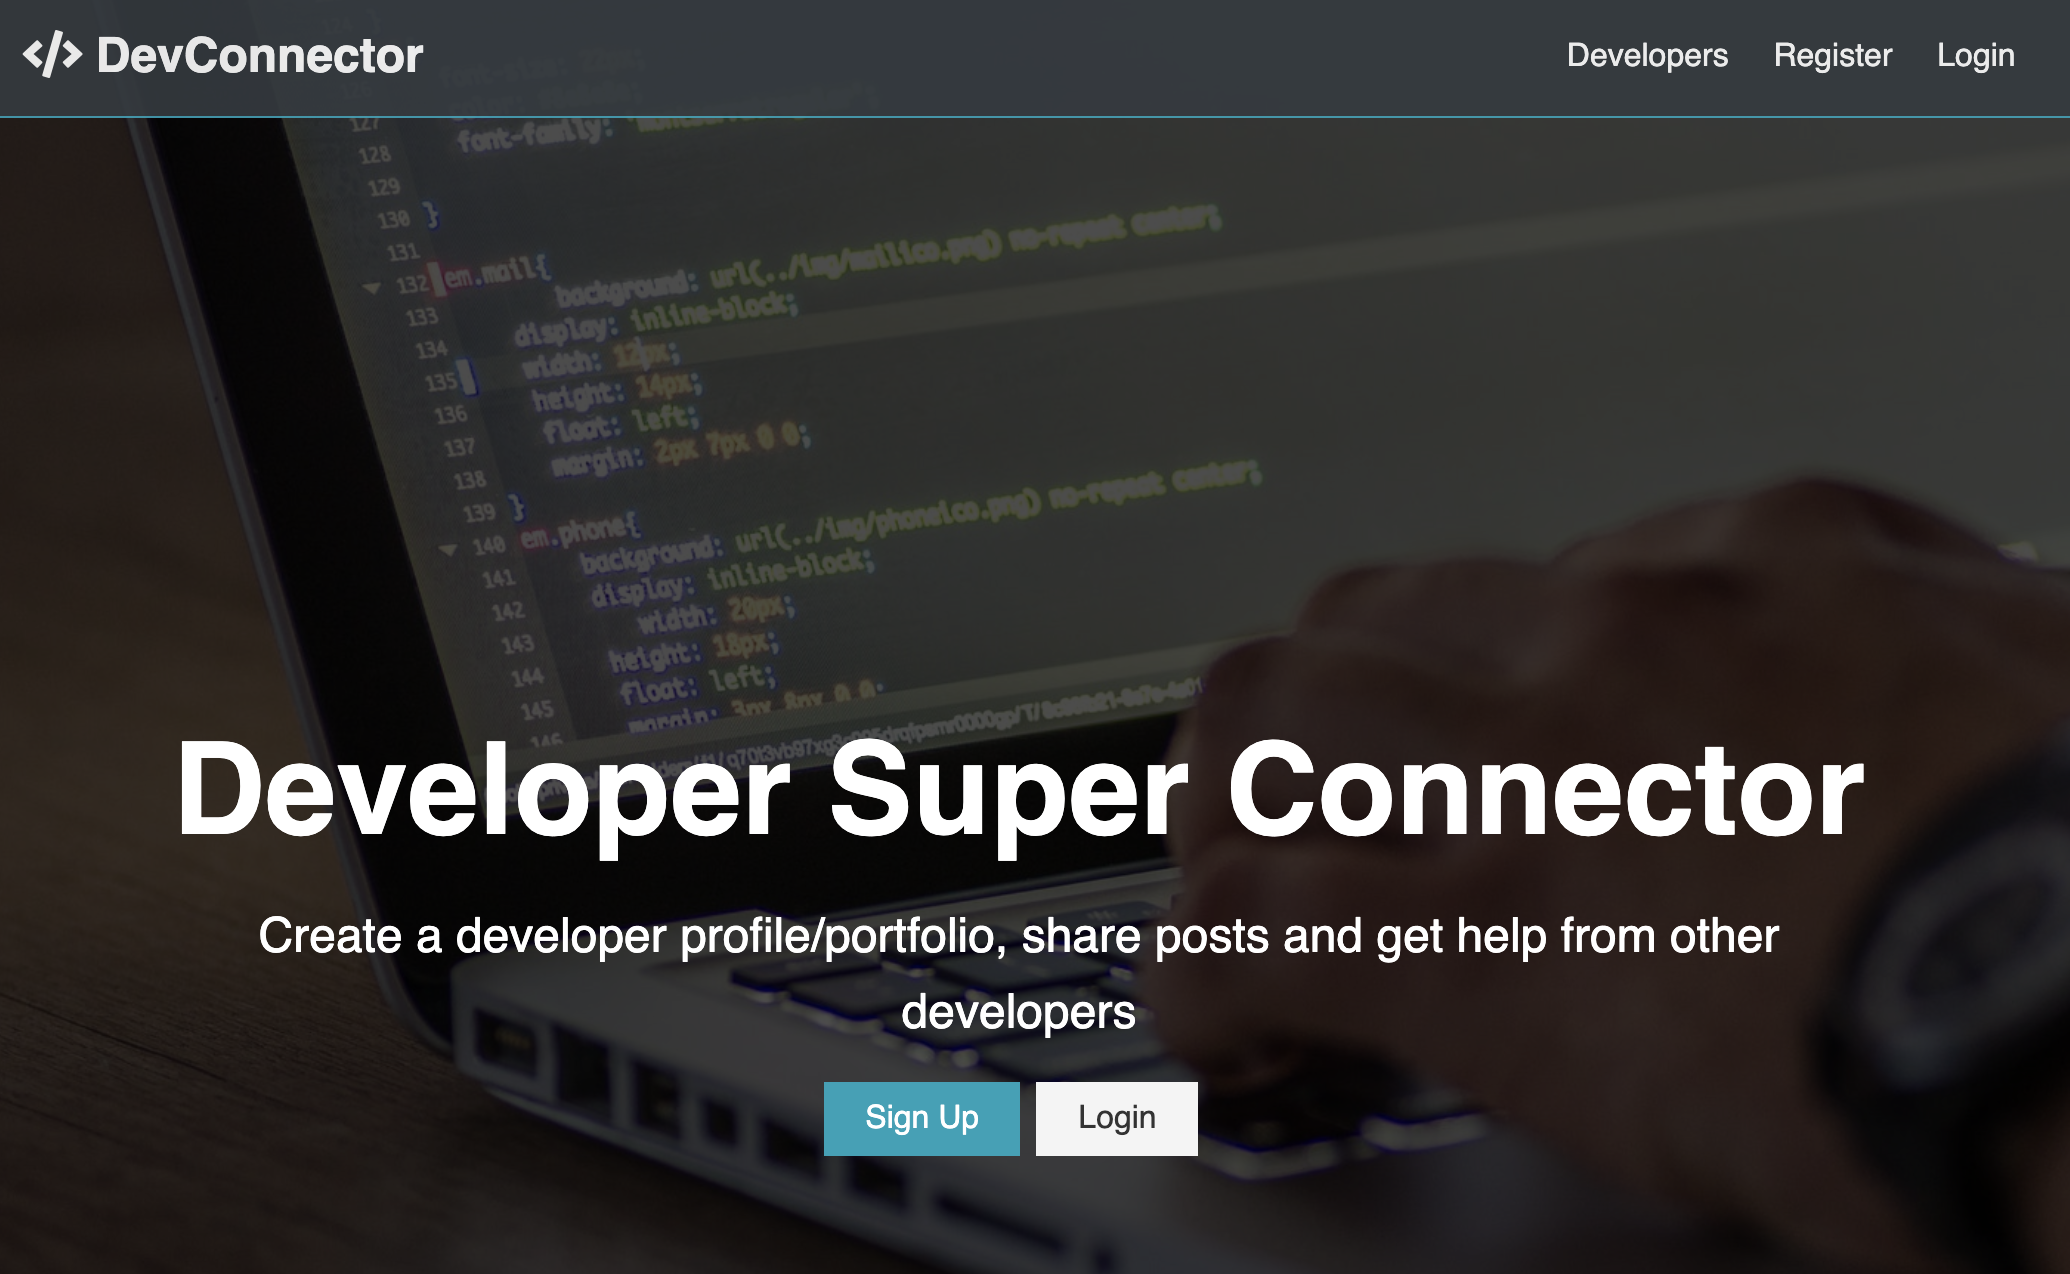 </> DevConnector
Developers Register Login
127
font-family:
128
129
130 }
131
132 em.mail{
background: url(../img/mailico.png) no-repeat center;
133
display: inline-block;
134
width: 12px;
135
height: 14px;
136
float: left;
137
margin: 2px 7px 0 0;
138
139 }
140 em.phone{
background: url(../img/phoneico.png) no-repeat center;
141
display: inline-block;
142
width: 20px;
143
height: 18px;
144
float: left;
145
margin: 3px 8px 0 0;
146
Developer Super Connector
Create a developer profile/portfolio, share posts and get help from other
developers
Sign Up
Login